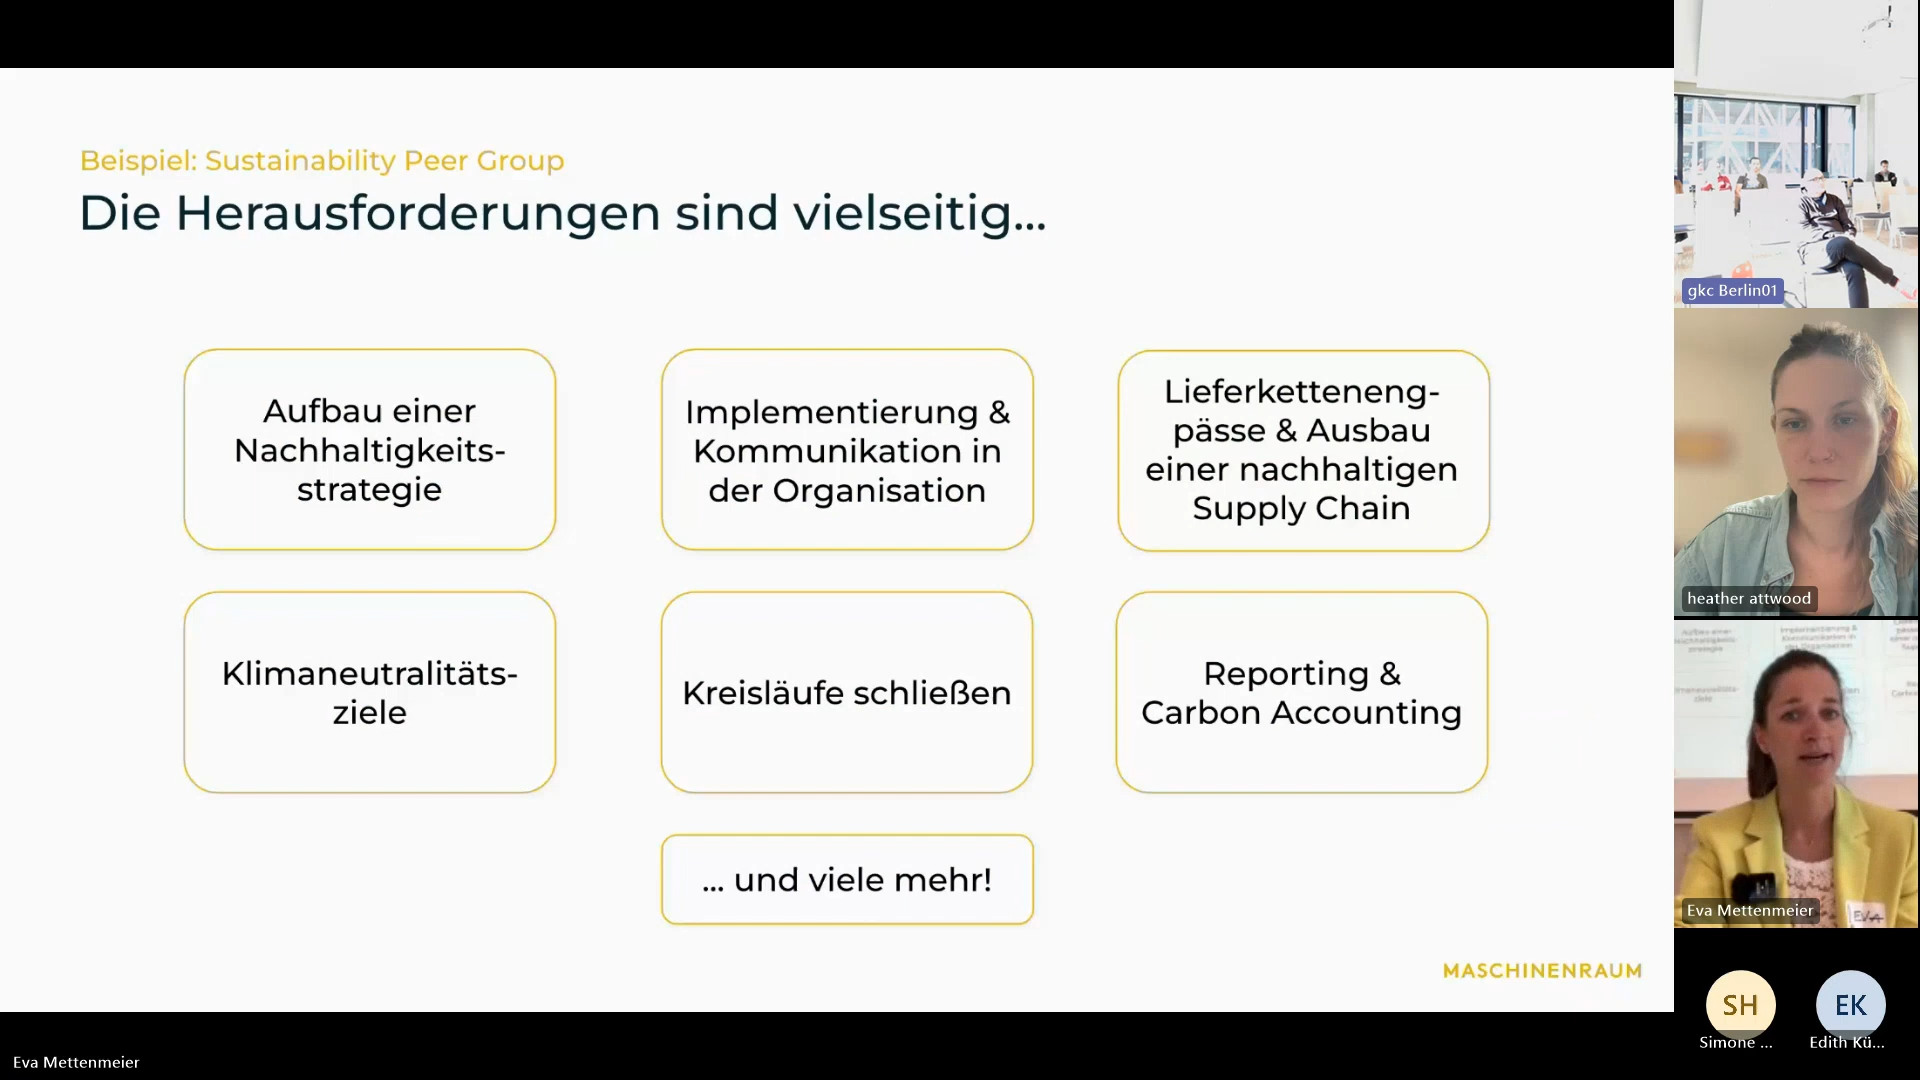 Beispiel: Sustainability Peer Group
Die Herausforderungen sind vielseitig...
Aufbau einer
Nachhaltigkeits-
strategie
Implementierung &
Kommunikation in
der Organisation
Lieferketteneng-
pässe & Ausbau
einer nachhaltigen
Supply Chain
Klimaneutralitäts-
ziele
Kreisläufe schließen
Reporting &
Carbon Accounting
... und viele mehr!
MASCHINENRAUM
Eva Mettenmeier
gkc Berlin01
heather attwood
Eva Mettenmeier
EVA
SH
Simone ...
EK
Edith Kü...